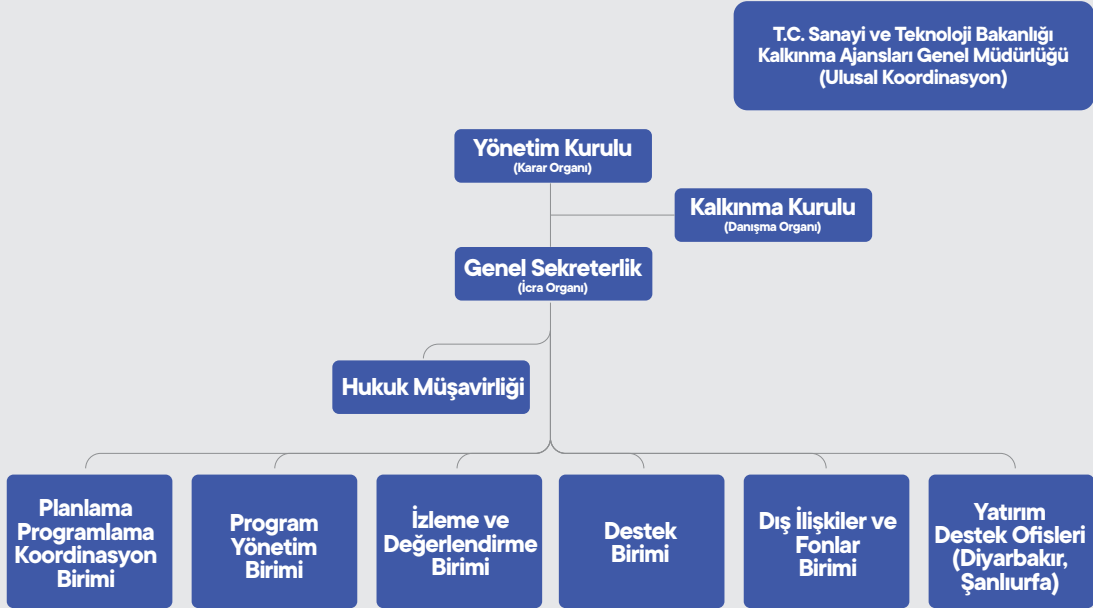 T.C. Sanayi ve Teknoloji Bakanlığı
Kalkınma Ajansları Genel Müdürlüğü
(Ulusal Koordinasyon)
Yönetim Kurulu
(Karar Organı)
Kalkınma Kurulu
(Danışma Organı)
Genel Sekreterlik
(İcra Organı)
Hukuk Müşavirliği
Planlama
Programlama
Koordinasyon
Birimi
Program
Yönetim
Birimi
İzleme ve
Değerlendirme
Birimi
Destek
Birimi
Dış İlişkiler ve
Fonlar
Birimi
Yatırım
Destek Ofisleri
(Diyarbakır,
Şanlıurfa)